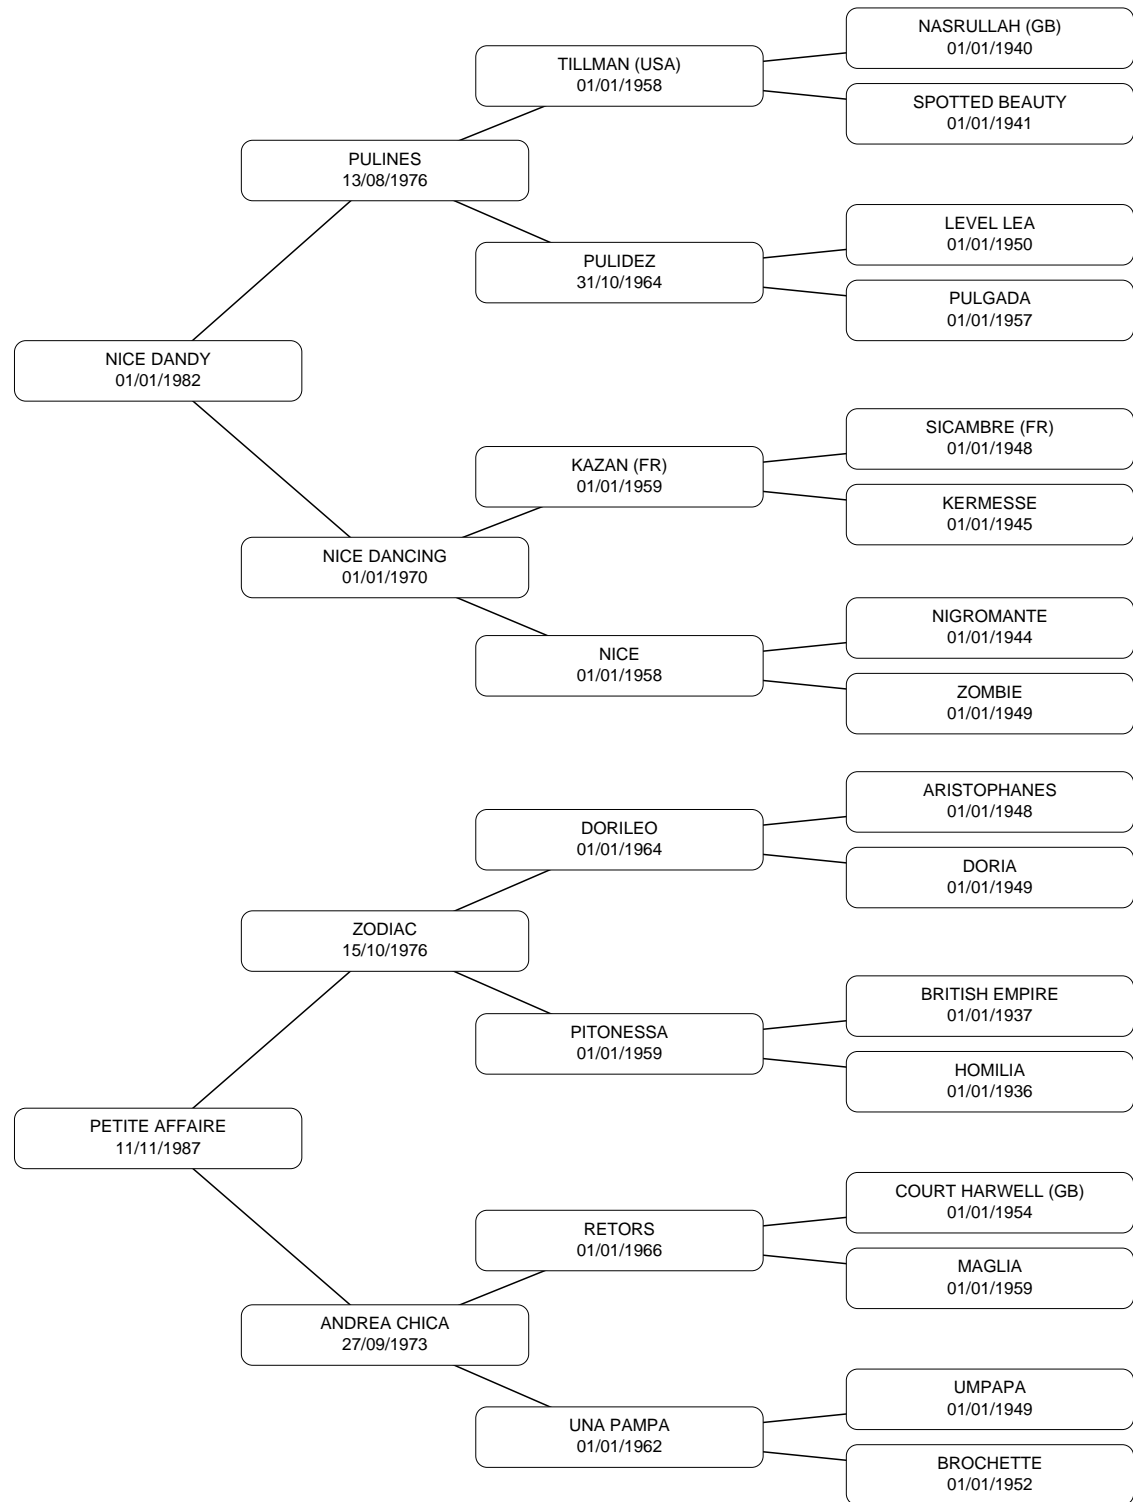 NASRULLAH (GB)
01/01/1940
TILLMAN (USA)
01/01/1958
SPOTTED BEAUTY
01/01/1941
PULINES
13/08/1976
LEVEL LEA
01/01/1950
PULIDEZ
31/10/1964
PULGADA
01/01/1957
NICE DANDY
01/01/1982
SICAMBRE (FR)
01/01/1948
KAZAN (FR)
01/01/1959
KERMESSE
01/01/1945
NICE DANCING
01/01/1970
NIGROMANTE
01/01/1944
NICE
01/01/1958
ZOMBIE
01/01/1949
ARISTOPHANES
01/01/1948
DORILEO
01/01/1964
DORIA
01/01/1949
ZODIAC
15/10/1976
BRITISH EMPIRE
01/01/1937
PITONESSA
01/01/1959
HOMILIA
01/01/1936
PETITE AFFAIRE
11/11/1987
COURT HARWELL (GB)
01/01/1954
RETORS
01/01/1966
MAGLIA
01/01/1959
ANDREA CHICA
27/09/1973
UMPAPA
01/01/1949
UNA PAMPA
01/01/1962
BROCHETTE
01/01/1952